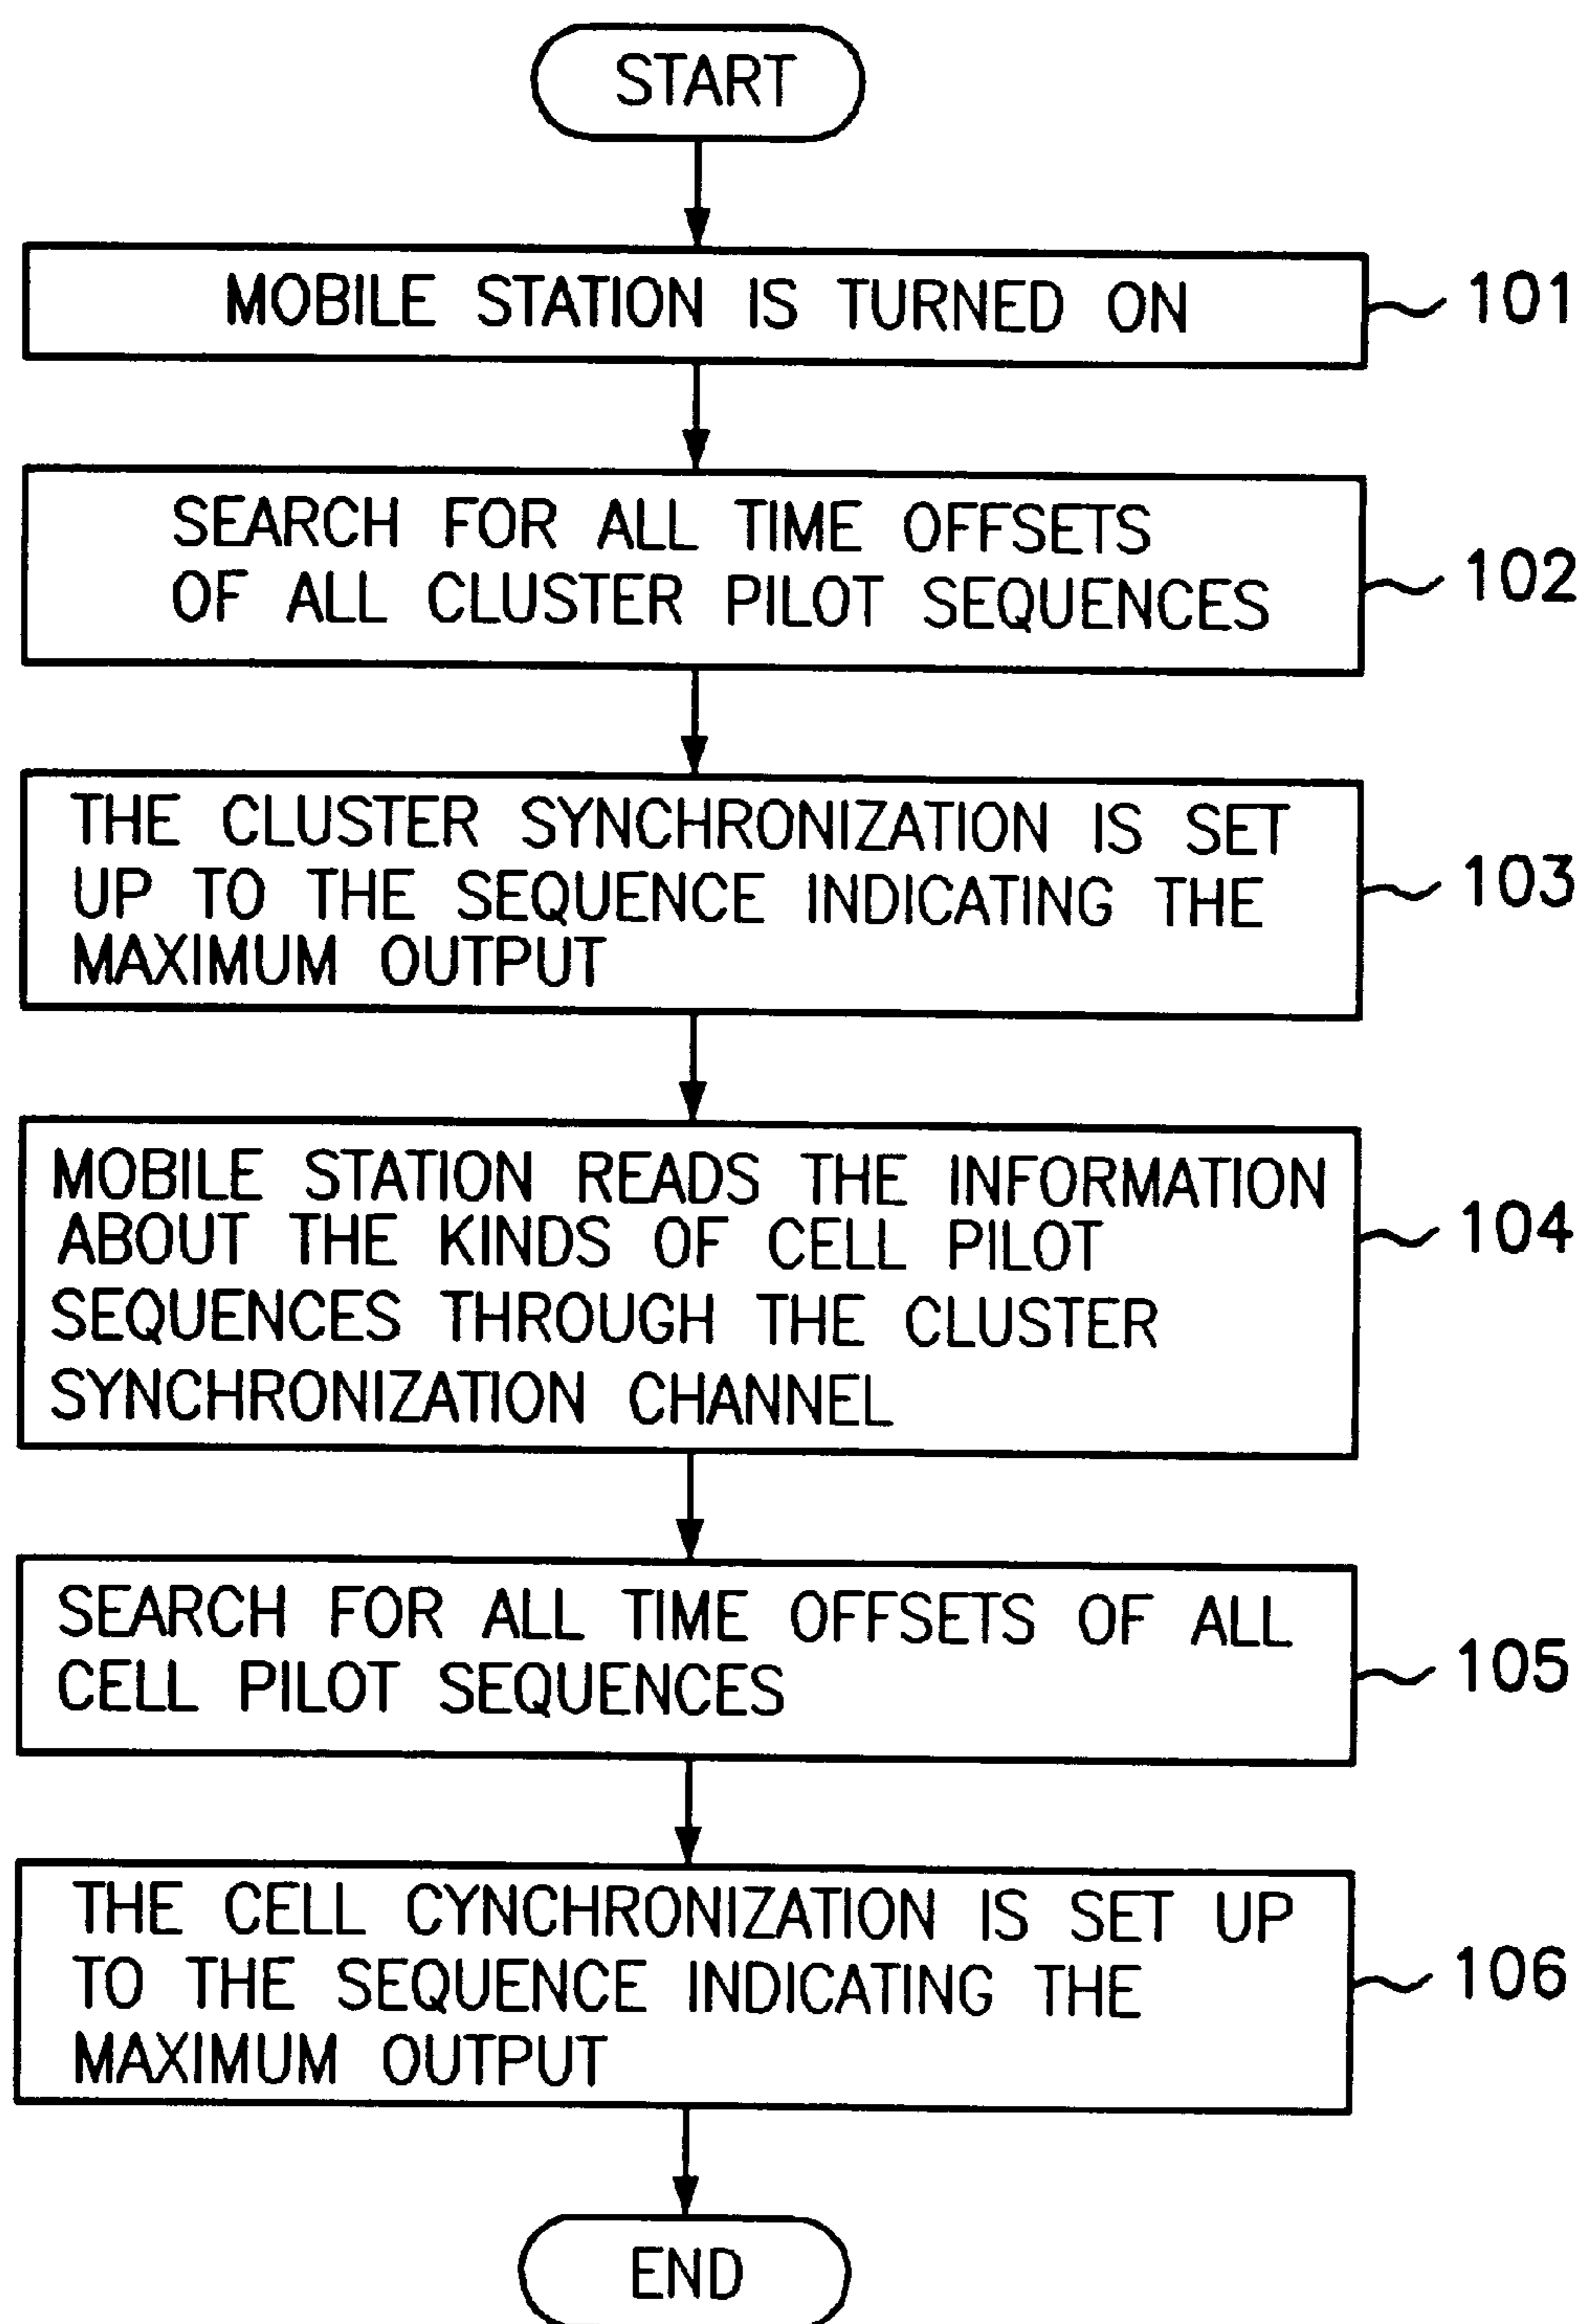 START
MOBILE STATION IS TURNED ON
101
SEARCH FOR ALL TIME OFFSETS
OF ALL CLUSTER PILOT SEQUENCES
102
THE CLUSTER SYNCHRONIZATION IS SET
UP TO THE SEQUENCE INDICATING THE
MAXIMUM OUTPUT
103
MOBILE STATION READS THE INFORMATION
ABOUT THE KINDS OF CELL PILOT
SEQUENCES THROUGH THE CLUSTER
SYNCHRONIZATION CHANNEL
104
SEARCH FOR ALL TIME OFFSETS OF ALL
CELL PILOT SEQUENCES
105
THE CELL CYNCHRONIZATION IS SET UP
TO THE SEQUENCE INDICATING THE
MAXIMUM OUTPUT
106
END